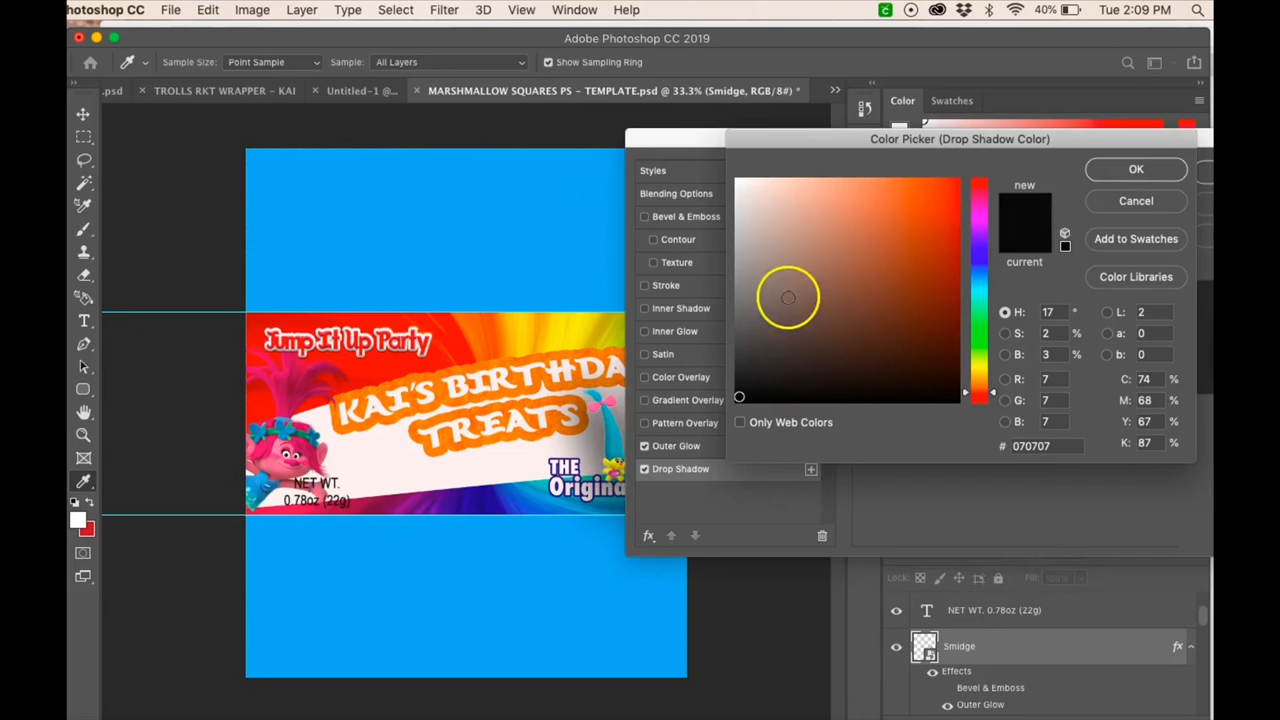 Photoshop CC File Edit Image Layer Type Select Filter 3D View Window Help 40% Tue 2:09 PM
Adobe Photoshop CC 2019
Sample Size: Point Sample Sample: All Layers Show Sampling Ring
.psd × TROLLS RKT WRAPPER – KAI × Untitled-1 @... × MARSHMALLOW SQUARES PS – TEMPLATE.psd @ 33.3% (Smidge, RGB/8#) *
Color Swatches
Color Picker (Drop Shadow Color)
Styles
Blending Options
Bevel & Emboss
Contour
Texture
Stroke
Inner Shadow
Inner Glow
Satin
Color Overlay
Gradient Overlay
Pattern Overlay
Outer Glow
Drop Shadow
fx
new
current
OK
Cancel
Add to Swatches
Color Libraries
H: 17 ° L: 2
S: 2 % a: 0
B: 3 % b: 0
R: 7 C: 74 %
G: 7 M: 68 %
B: 7 Y: 67 %
# 070707 K: 87 %
Only Web Colors
Jump It Up Party
KAI'S BIRTHDA
TREATS
THE
Original
NET WT.
0.78oz (22g)
Lock: Fill: 100%
T NET WT. 0.78oz (22g)
Smidge fx
Effects
Bevel & Emboss
Outer Glow